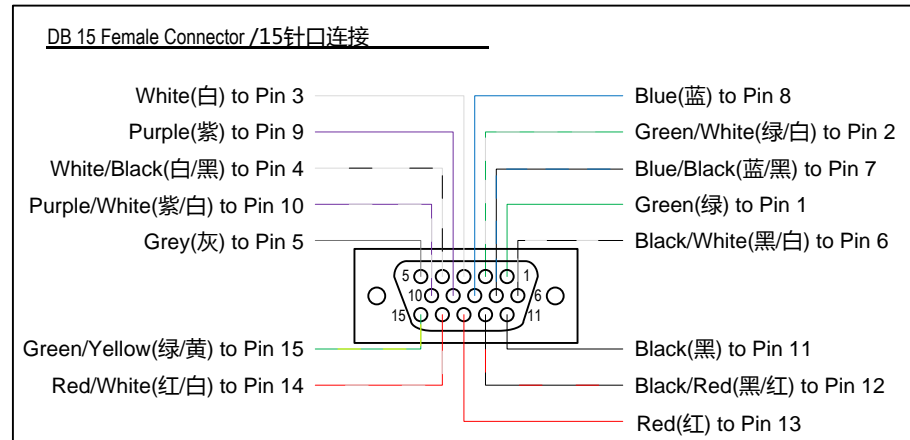 DB 15 Female Connector /15针口连接
White(白) to Pin 3
Blue(蓝) to Pin 8
Purple(紫) to Pin 9
Green/White(绿/白) to Pin 2
White/Black(白/黑) to Pin 4
Blue/Black(蓝/黑) to Pin 7
Purple/White(紫/白) to Pin 10
Green(绿) to Pin 1
Grey(灰) to Pin 5
Black/White(黑/白) to Pin 6
5 1
10 6
15 11
Green/Yellow(绿/黄) to Pin 15
Black(黑) to Pin 11
Red/White(红/白) to Pin 14
Black/Red(黑/红) to Pin 12
Red(红) to Pin 13